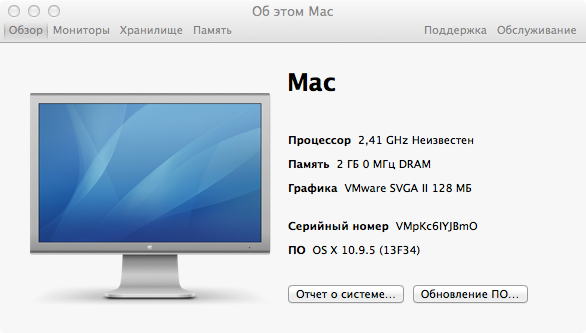 Об этом Mac
Обзор Мониторы Хранилище Память Поддержка Обслуживание
Mac
Процессор 2,41 GHz Неизвестен
Память 2 ГБ 0 МГц DRAM
Графика VMware SVGA II 128 МБ
Серийный номер VMpKc6IYJBmO
ПО OS X 10.9.5 (13F34)
Отчет о системе... Обновление ПО...